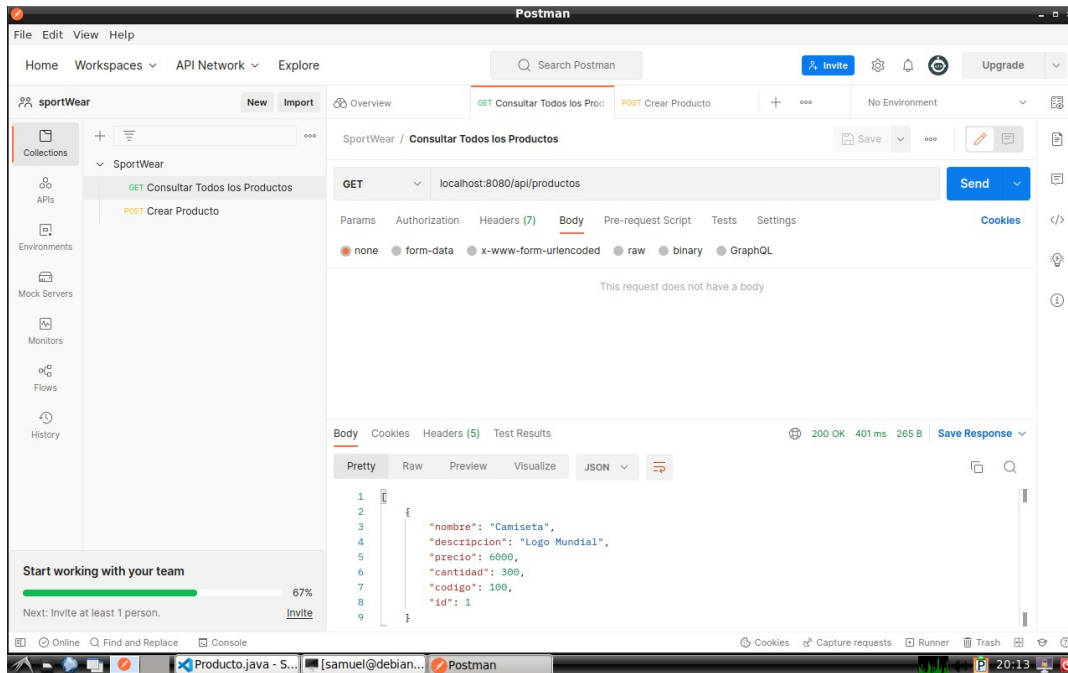 Postman
File Edit View Help
Home Workspaces API Network Explore Search Postman Invite Upgrade
sportWear New Import Overview GET Consultar Todos los Prod POST Crear Producto No Environment
Collections
SportWear
GET Consultar Todos los Productos
POST Crear Producto
APIs
Environments
Mock Servers
Monitors
Flows
History
Start working with your team
67%
Next: Invite at least 1 person. Invite
SportWear / Consultar Todos los Productos Save
GET localhost:8080/api/productos Send
Params Authorization Headers (7) Body Pre-request Script Tests Settings Cookies
none form-data x-www-form-urlencoded raw binary GraphQL
This request does not have a body
Body Cookies Headers (5) Test Results 200 OK 401 ms 265 B Save Response
Pretty Raw Preview Visualize JSON
1 [
2 {
3 "nombre": "Camiseta",
4 "descripcion": "Logo Mundial",
5 "precio": 6000,
6 "cantidad": 300,
7 "codigo": 100,
8 "id": 1
9 }
Online Find and Replace Console Cookies Capture requests Runner Trash
Producto.java - S... [samuel@debian... Postman 20:13